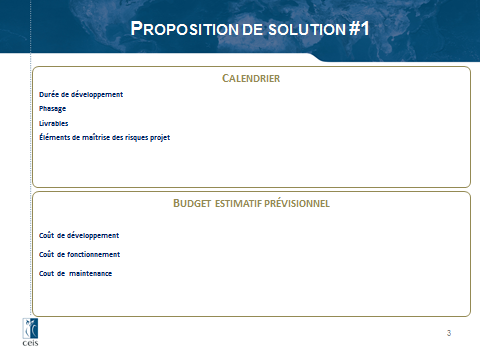 PROPOSITION DE SOLUTION #1
CALENDRIER
Durée de développement
Phasage
Livrables
Éléments de maîtrise des risques projet
BUDGET ESTIMATIF PRÉVISIONNEL
Coût de développement
Coût de fonctionnement
Cout de maintenance
ceis
3